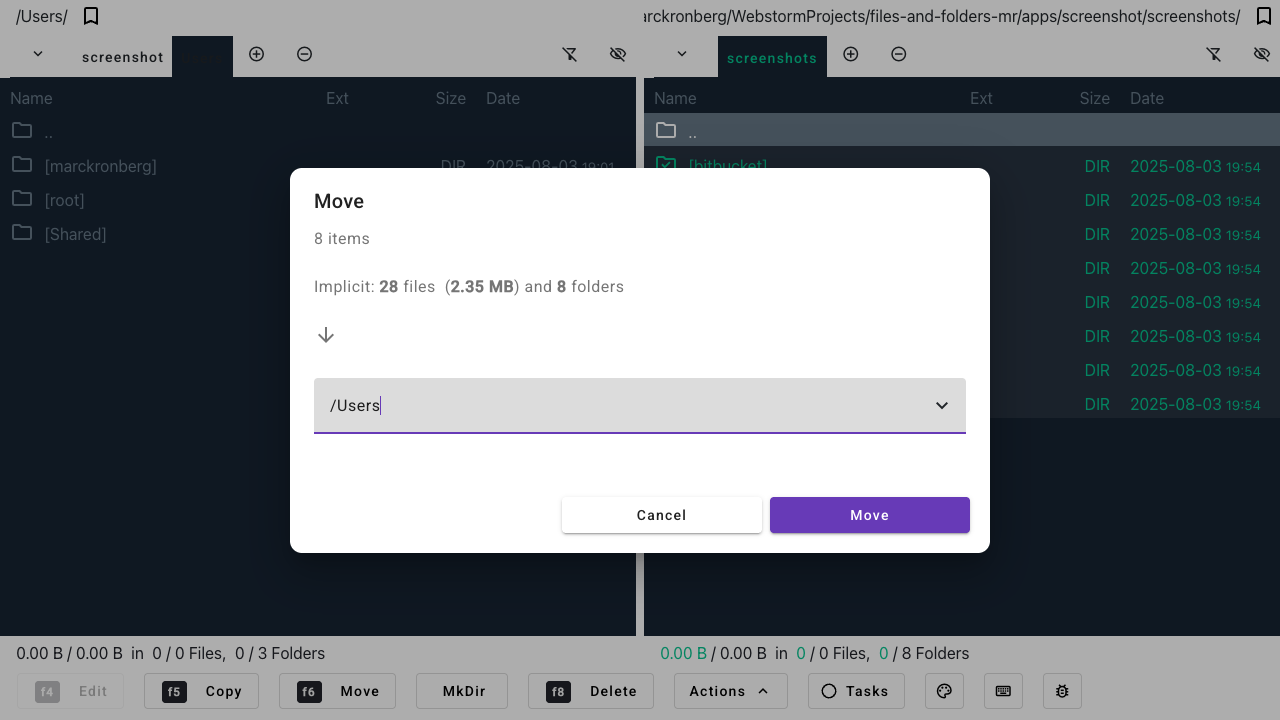 /Users/
arckronberg/WebstormProjects/files-and-folders-mr/apps/screenshot/screenshots/
screenshot
screenshots
Name Ext Size Date
Name Ext Size Date
..
..
[marckronberg] DIR 2025-08-03 19:01
[bitbucket] DIR 2025-08-03 19:54
[root]
DIR 2025-08-03 19:54
[Shared]
DIR 2025-08-03 19:54
DIR 2025-08-03 19:54
DIR 2025-08-03 19:54
DIR 2025-08-03 19:54
DIR 2025-08-03 19:54
DIR 2025-08-03 19:54
Move
8 items
Implicit: 28 files (2.35 MB) and 8 folders
/Users
Cancel Move
0.00 B / 0.00 B in 0 / 0 Files, 0 / 3 Folders
0.00 B / 0.00 B in 0 / 0 Files, 0 / 8 Folders
f4 Edit f5 Copy f6 Move MkDir f8 Delete Actions Tasks